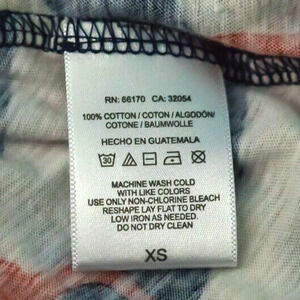 RN: 66170 CA: 32054
100% COTTON / COTON / ALGODÓN/
COTONE / BAUMWOLLE
HECHO EN GUATEMALA
30
MACHINE WASH COLD
WITH LIKE COLORS
USE ONLY NON-CHLORINE BLEACH
RESHAPE LAY FLAT TO DRY
LOW IRON AS NEEDED.
DO NOT DRY CLEAN
XS